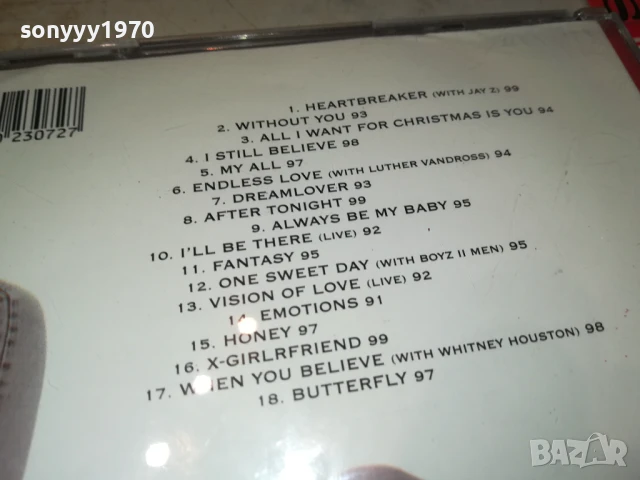 sonyyy1970
1. HEARTBREAKER (WITH JAY Z) 99
2. WITHOUT YOU 93
3. ALL I WANT FOR CHRISTMAS IS YOU 94
4. I STILL BELIEVE 98
5. MY ALL 97
6. ENDLESS LOVE (WITH LUTHER VANDROSS) 94
7. DREAMLOVER 93
8. AFTER TONIGHT 99
9. ALWAYS BE MY BABY 95
10. I'LL BE THERE (LIVE) 92
11. FANTASY 95
12. ONE SWEET DAY (WITH BOYZ II MEN) 95
13. VISION OF LOVE (LIVE) 92
14. EMOTIONS 91
15. HONEY 97
16. X-GIRLRFRIEND 99
17. WHEN YOU BELIEVE (WITH WHITNEY HOUSTON) 98
18. BUTTERFLY 97
230727
BAZAR